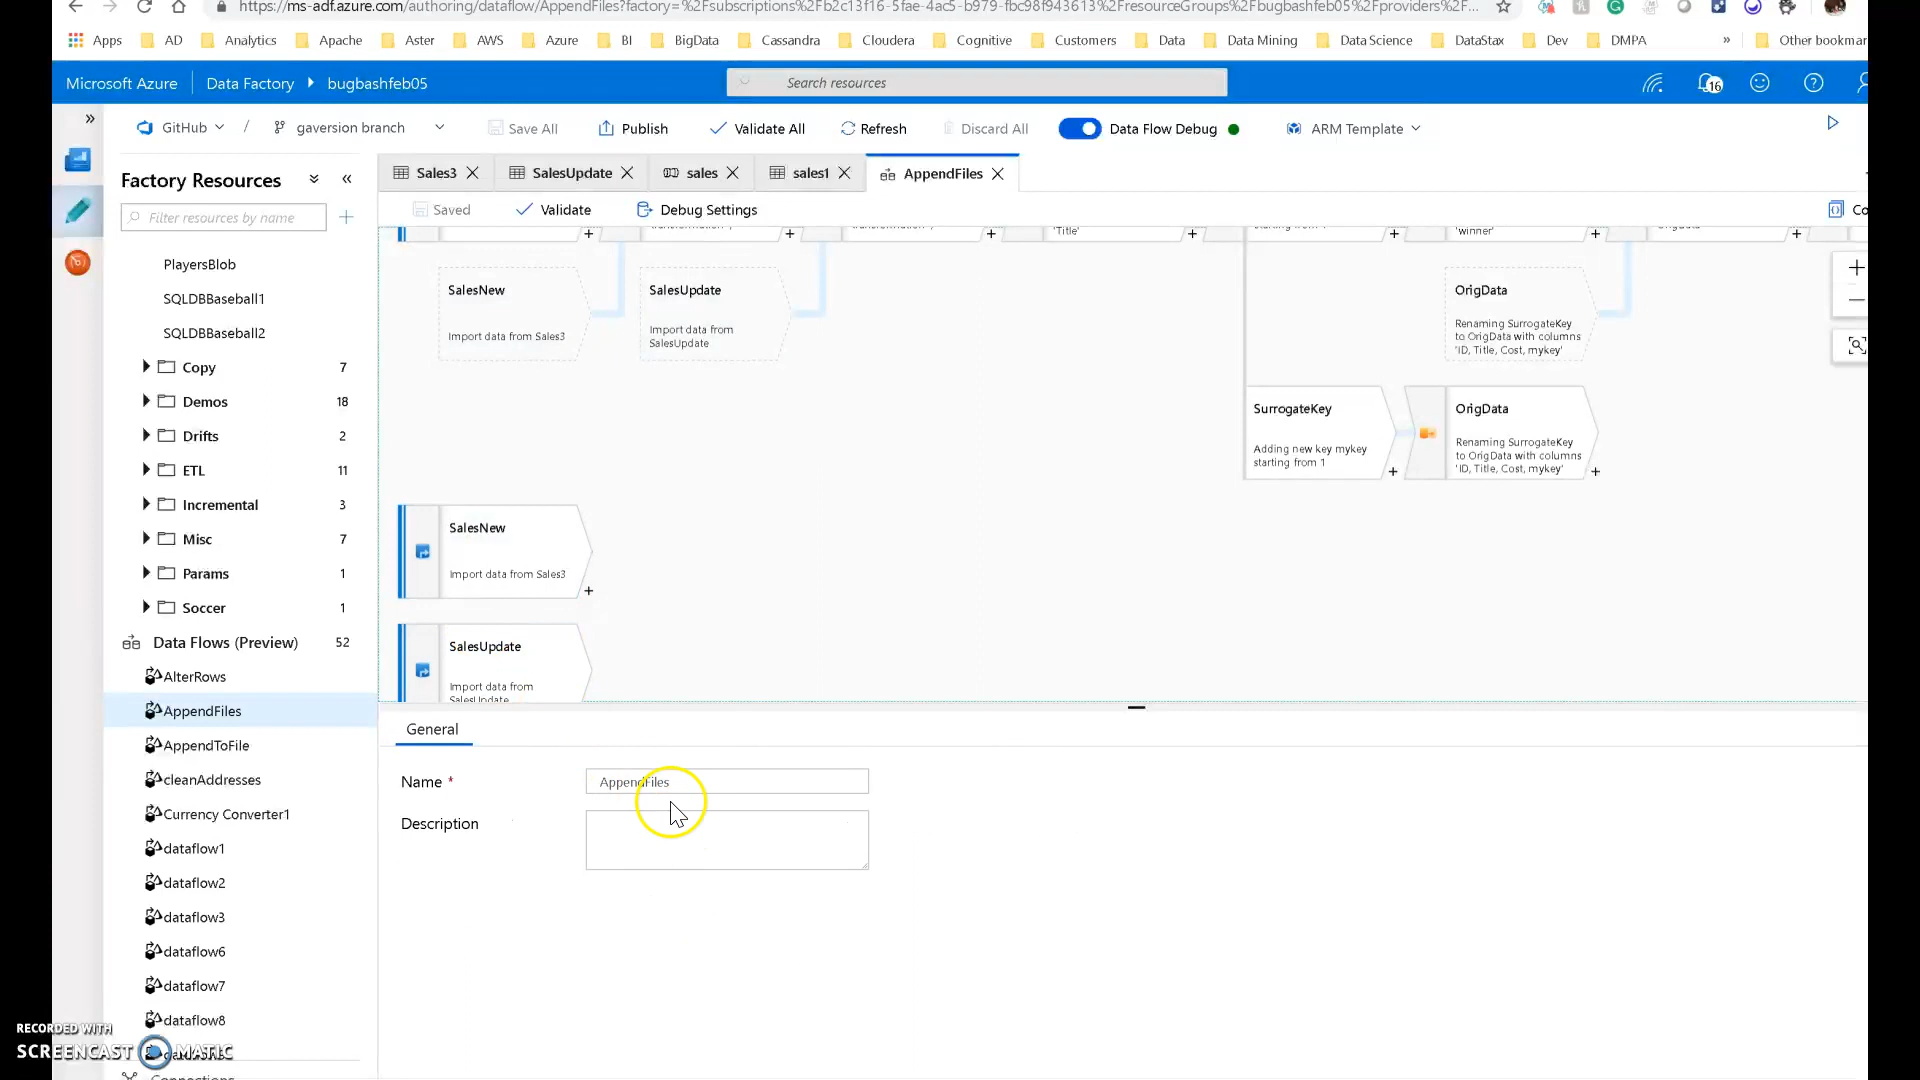 https://ms-adf.azure.com/authoring/dataflow/AppendFiles?factory=%2Fsubscriptions%2Fb2c13f16-5fae-4ac5-b979-fbc98f943613%2FresourceGroups%2Fbugbashfeb05%2Fproviders%2F...
Apps AD Analytics Apache Aster AWS Azure BI BigData Cassandra Cloudera Cognitive Customers Data Data Mining Data Science DataStax Dev DMPA » Other bookmar
Microsoft Azure Data Factory bugbashfeb05 Search resources 16
GitHub / gaversion branch Save All Publish Validate All Refresh Discard All Data Flow Debug ARM Template
Factory Resources
Filter resources by name
PlayersBlob
SQLDBBaseball1
SQLDBBaseball2
Copy 7
Demos 18
Drifts 2
ETL 11
Incremental 3
Misc 7
Params 1
Soccer 1
Data Flows (Preview) 52
AlterRows
AppendFiles
AppendToFile
cleanAddresses
Currency Converter1
dataflow1
dataflow2
dataflow3
dataflow6
dataflow7
dataflow8
Sales3 SalesUpdate sales sales1 AppendFiles
Saved Validate Debug Settings Co
'Title' starting from 1 'winner'
SalesNew
Import data from Sales3
SalesUpdate
Import data from
SalesUpdate
OrigData
Renaming SurrogateKey
to OrigData with columns
'ID, Title, Cost, mykey'
SurrogateKey
Adding new key mykey
starting from 1
OrigData
Renaming SurrogateKey
to OrigData with columns
'ID, Title, Cost, mykey'
SalesNew
Import data from Sales3
SalesUpdate
Import data from
SalesUpdate
General
Name * AppendFiles
Description
RECORDED WITH
SCREENCAST MATIC
Connections